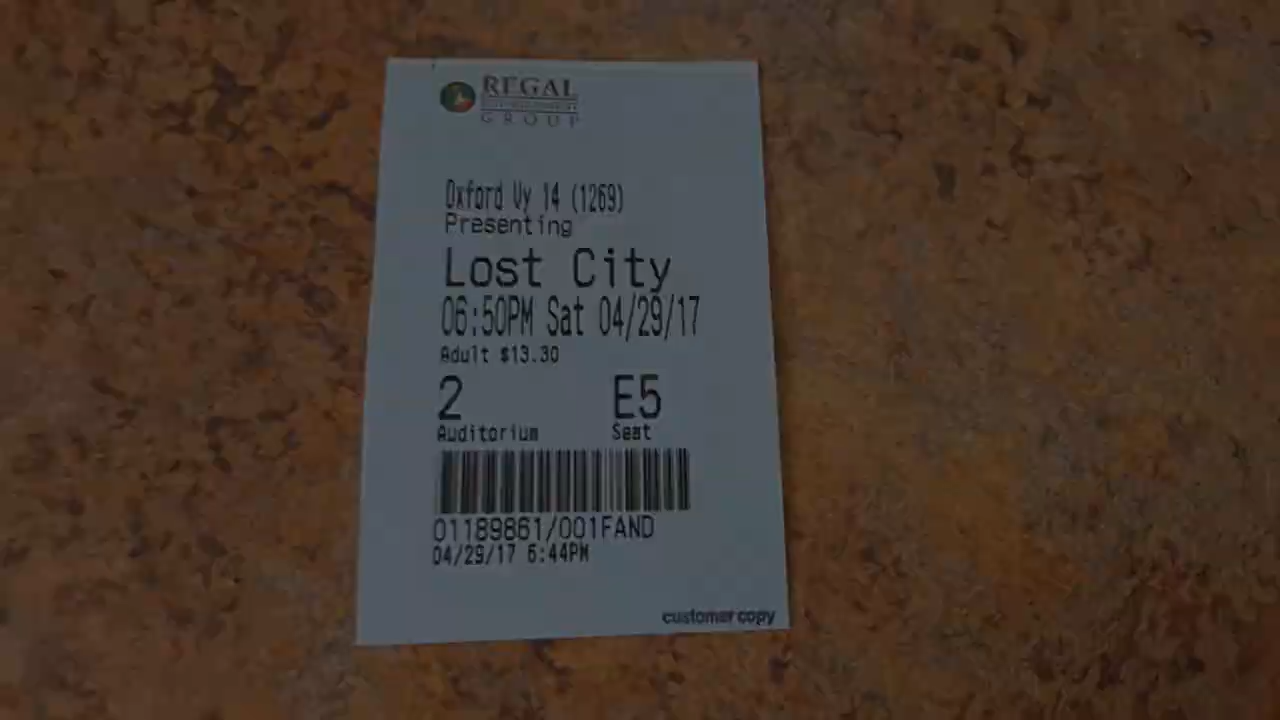 REGAL
ENTERTAINMENT
GROUP
Oxford Vy 14 (1269)
Presenting
Lost City
06:50PM Sat 04/29/17
Adult $13.30
2 E5
Auditorium Seat
01189861/001FAND
04/29/17 6:44PM
customer copy